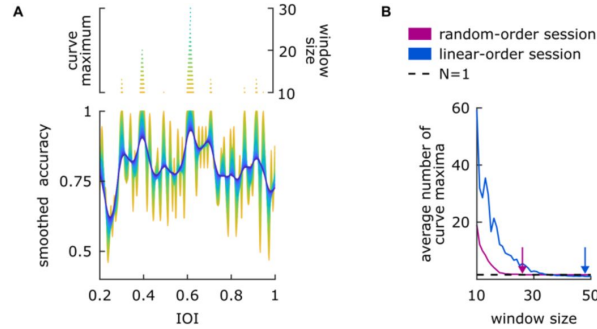 A
curve
maximum
30
20
10
window
size
smoothed accuracy
1
0.75
0.5
0.2
0.4
0.6
0.8
1
IOI
B
random-order session
linear-order session
N=1
average number of
curve maxima
60
40
20
10
30
50
window size